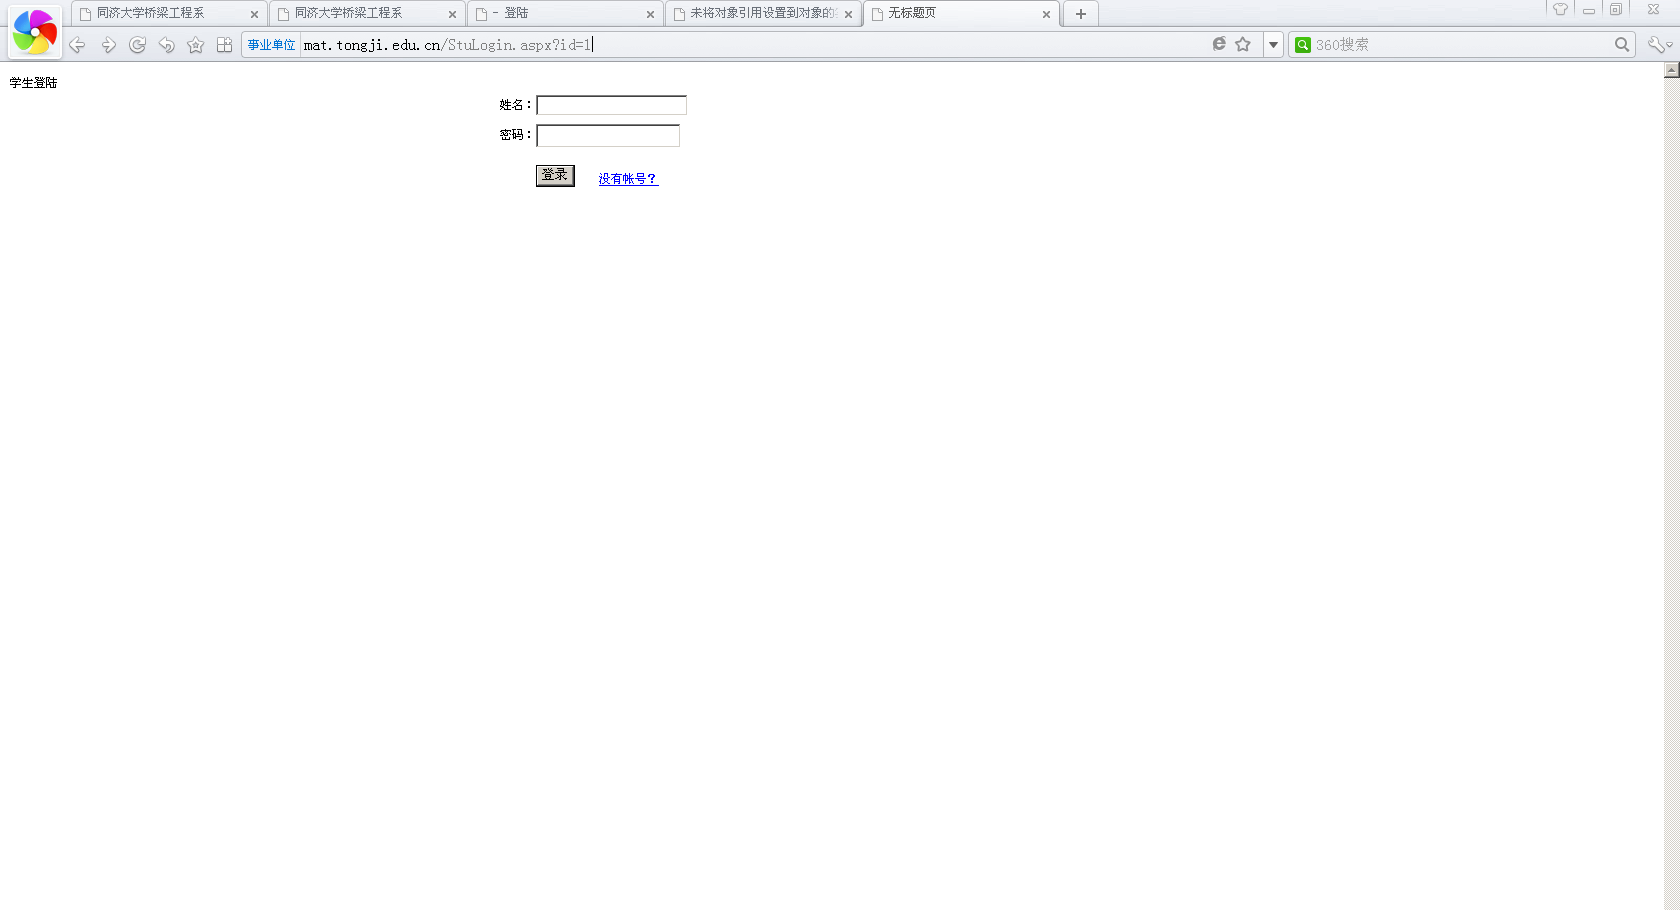 同济大学桥梁工程系
同济大学桥梁工程系
- 登陆
未将对象引用设置到对象的
无标题页
事业单位 mat.tongji.edu.cn/StuLogin.aspx?id=1
360搜索
学生登陆
姓名：
密码：
登录 没有帐号？